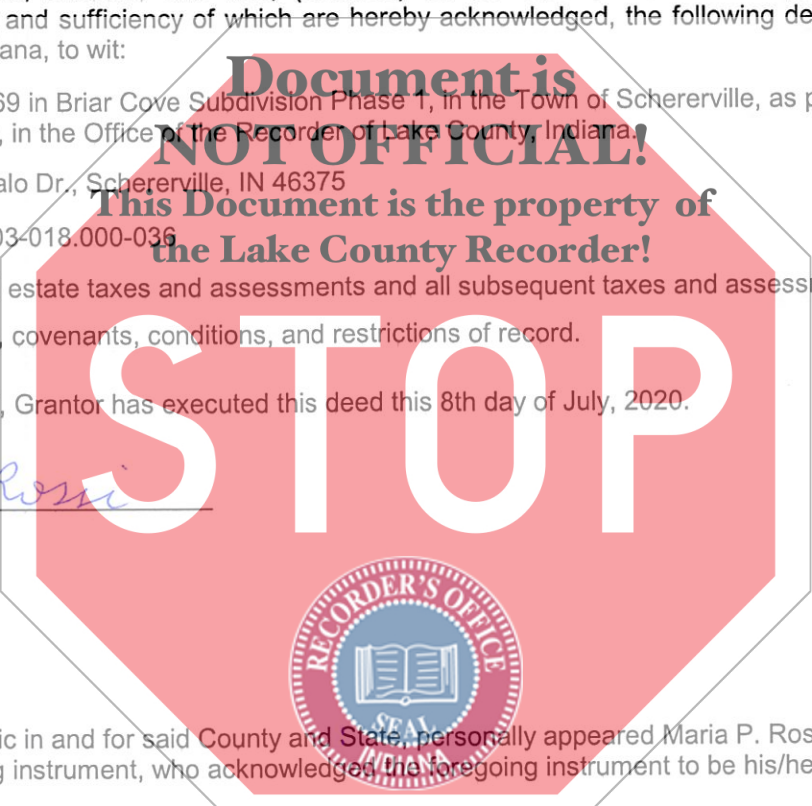 and sufficiency of which are hereby acknowledged, the following de
ana, to wit:
Document is
69 in Briar Cove Subdivision Phase 1, in the Town of Schererville, as p
, in the Office of the Recorder of Lake County, Indiana.
NOT OFFICIAL!
alo Dr., Schererville, IN 46375
This Document is the property of
03-018.000-036
the Lake County Recorder!
estate taxes and assessments and all subsequent taxes and assessm
, covenants, conditions, and restrictions of record.
STOP
, Grantor has executed this deed this 8th day of July, 2020.
Rossi
RECORDER'S OFFICE
SEAL
INDIANA
ic in and for said County and State, personally appeared Maria P. Ros
g instrument, who acknowledged the foregoing instrument to be his/he